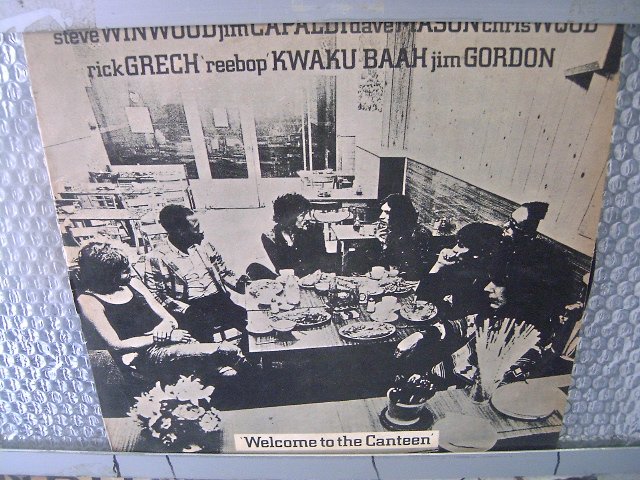 steve WINWOOD jim CAPALDI dave MASON chris WOOD
rick GRECH 'reebop' KWAKU BAAH jim GORDON
'Welcome to the Canteen'